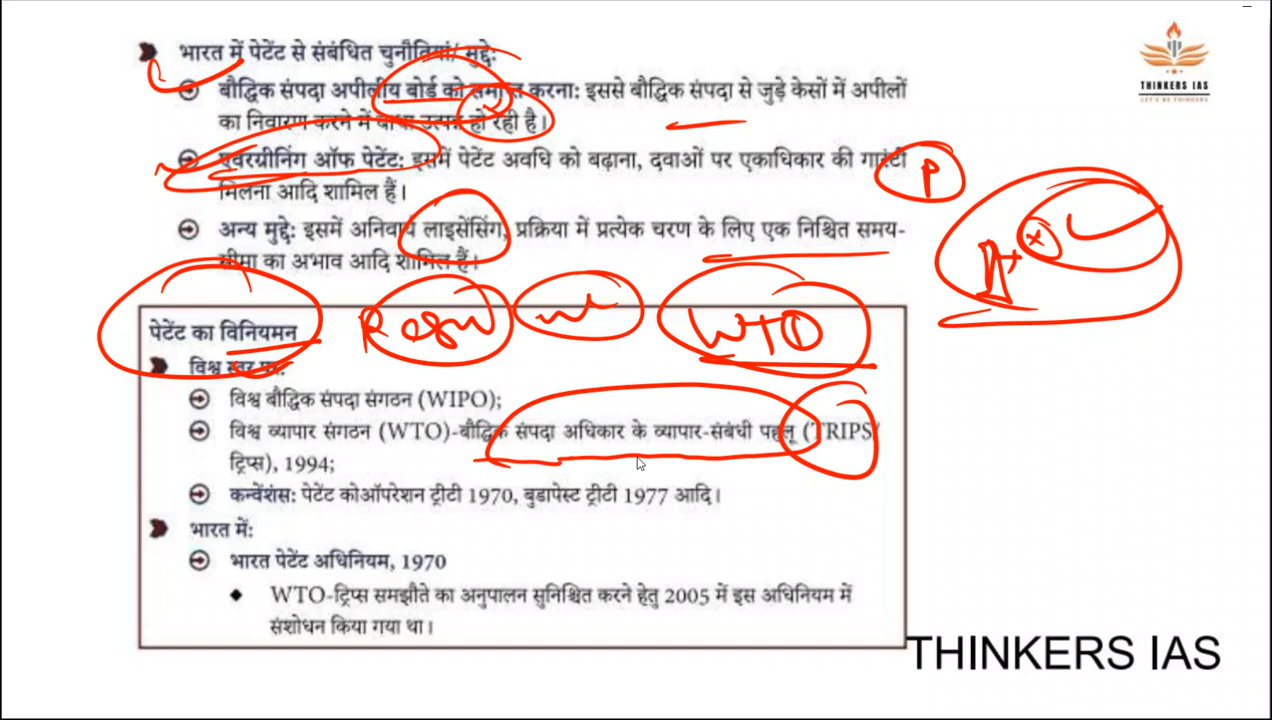 भारत में पेटेंट से संबंधित चुनौतियां/ मुद्दे:
THINKERS IAS
LET'S BE THINKERS
बौद्धिक संपदा अपीलीय बोर्ड को समाप्त करना: इससे बौद्धिक संपदा से जुड़े केसों में अपीलों
का निवारण करने में बाधा उत्पन्न हो रही है।
एवरग्रीनिंग ऑफ पेटेंट: इसमें पेटेंट अवधि को बढ़ाना, दवाओं पर एकाधिकार की गारंटी
P
मिलना आदि शामिल हैं।
अन्य मुद्दे: इसमें अनिवार्य लाइसेंसिंग, प्रक्रिया में प्रत्येक चरण के लिए एक निश्चित समय-
सीमा का अभाव आदि शामिल हैं।
पेटेंट का विनियमन
WTO
विश्व स्तर पर:
विश्व बौद्धिक संपदा संगठन (WIPO);
विश्व व्यापार संगठन (WTO)-बौद्धिक संपदा अधिकार के व्यापार-संबंधी पहलू (TRIPS/
ट्रिप्स), 1994;
कन्वेंशंस: पेटेंट कोऑपरेशन ट्रीटी 1970, बुडापेस्ट ट्रीटी 1977 आदि।
भारत में:
भारत पेटेंट अधिनियम, 1970
WTO-ट्रिप्स समझौते का अनुपालन सुनिश्चित करने हेतु 2005 में इस अधिनियम में
संशोधन किया गया था।
THINKERS IAS